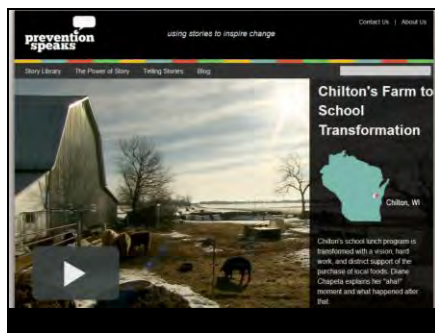 Contact Us | About Us
prevention
speaks
using stories to inspire change
Story Library The Power of Story Telling Stories Blog
Chilton's Farm to
School
Transformation
Chilton, WI
Chilton's school lunch program is
transformed with a vision, hard
work, and district support of the
purchase of local foods. Diane
Chapeta explains her "aha!"
moment and what happened after
that.